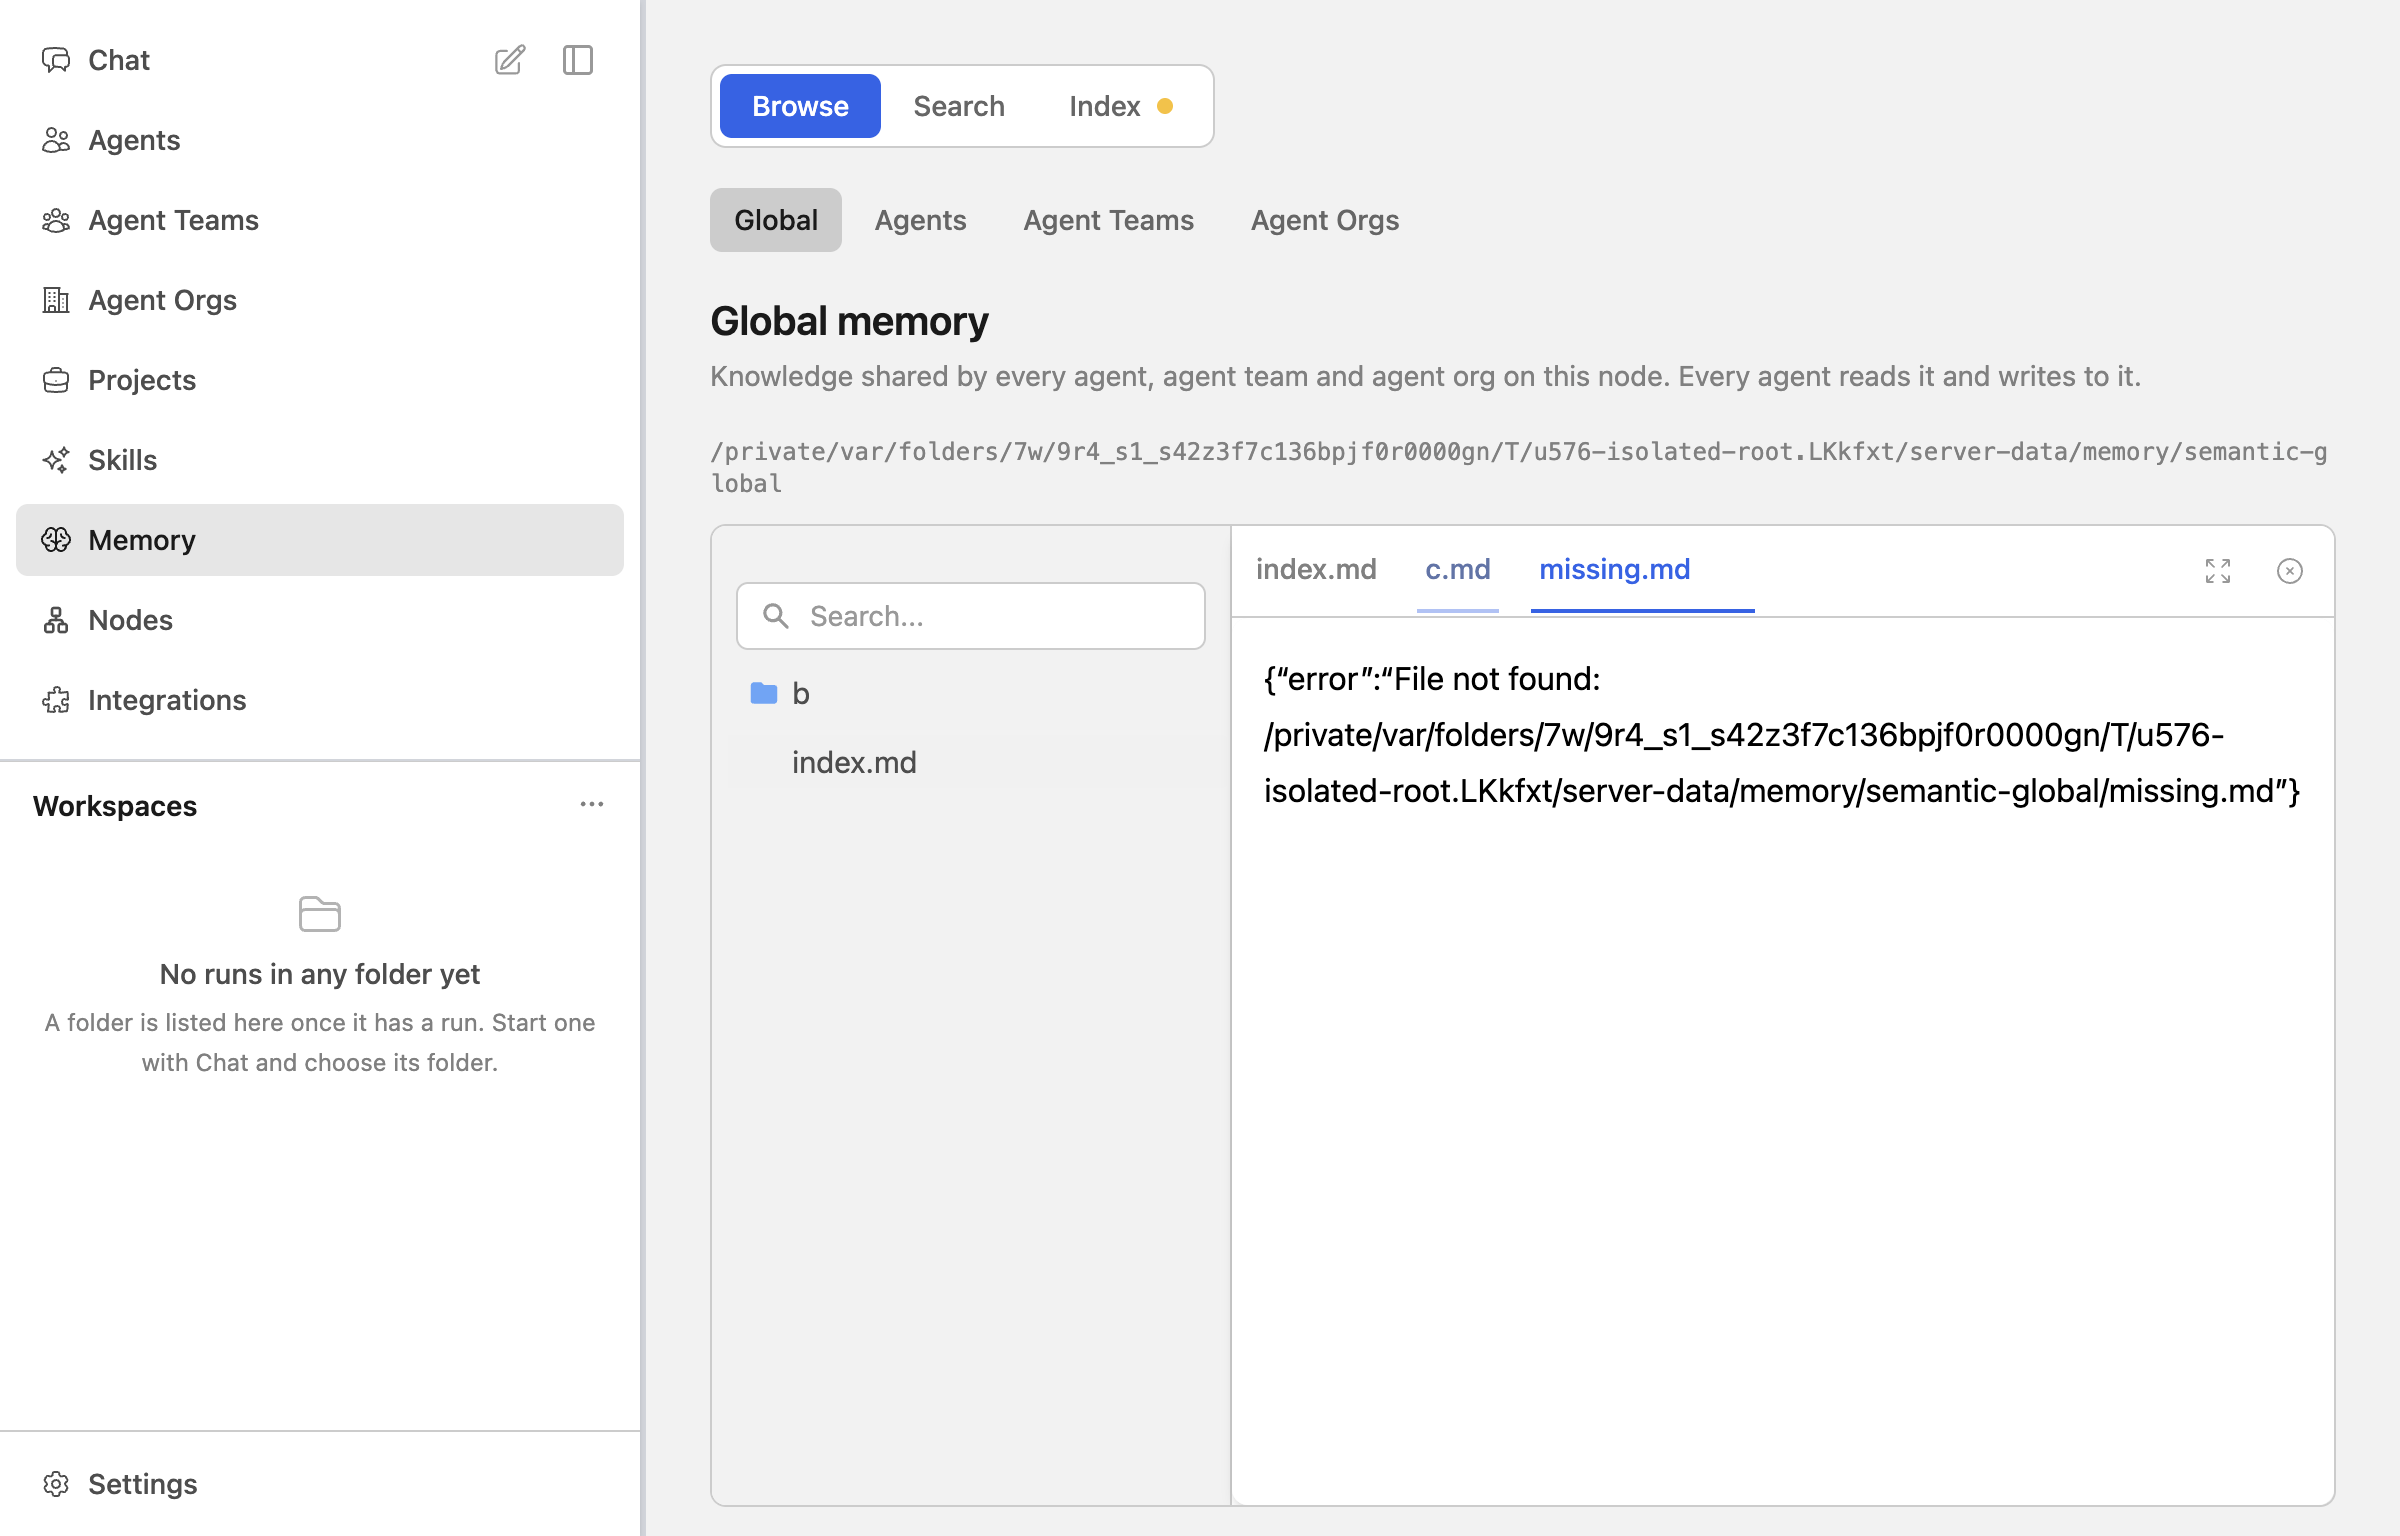 Chat
Agents
Agent Teams
Agent Orgs
Projects
Skills
Memory
Nodes
Integrations
Workspaces
No runs in any folder yet
A folder is listed here once it has a run. Start one
with Chat and choose its folder.
Settings
Browse Search Index
Global Agents Agent Teams Agent Orgs
Global memory
Knowledge shared by every agent, agent team and agent org on this node. Every agent reads it and writes to it.
/private/var/folders/7w/9r4_s1_s42z3f7c136bpjf0r0000gn/T/u576-isolated-root.LKkfxt/server-data/memory/semantic-g
lobal
Search...
b
index.md
index.md c.md missing.md
{“error”:“File not found:
/private/var/folders/7w/9r4_s1_s42z3f7c136bpjf0r0000gn/T/u576-
isolated-root.LKkfxt/server-data/memory/semantic-global/missing.md”}